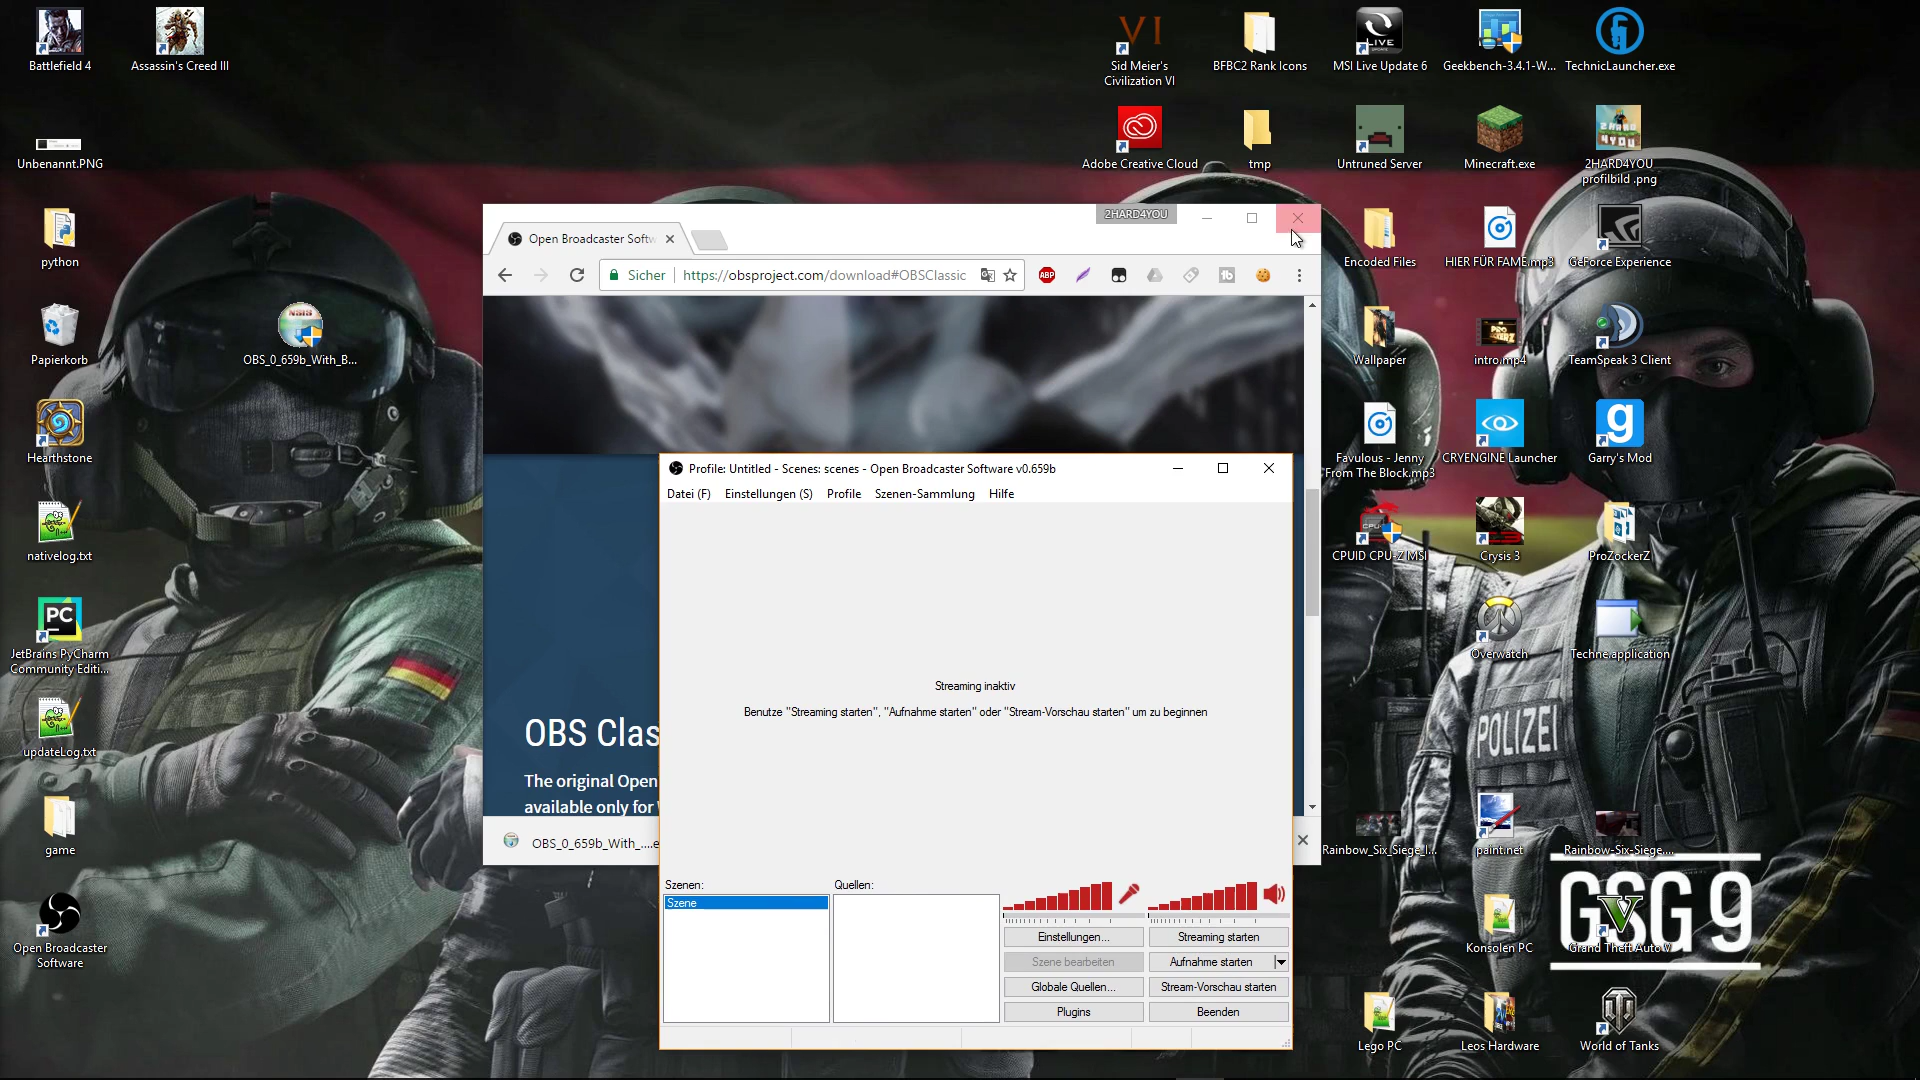 Battlefield 4
Assassin's Creed III
Unbenannt.PNG
python
Papierkorb
OBS_0_659b_With_B...
Hearthstone
nativelog.txt
PC
JetBrains PyCharm
Community Editi...
updateLog.txt
game
Open Broadcaster
Software
VI
Sid Meier's
Civilization VI
BFBC2 Rank Icons
LIVE
MSI Live Update 6
Geekbench-3.4.1-W...
TechnicLauncher.exe
Adobe Creative Cloud
tmp
Untruned Server
Minecraft.exe
2HARD4YOU
profilbild .png
Encoded Files
HIER FÜR FAME.mp3
GeForce Experience
Wallpaper
intro.mp4
TeamSpeak 3 Client
Favulous - Jenny
From The Block.mp3
CRYENGINE Launcher
g
Garry's Mod
CPUID CPU-Z MSI
Crysis 3
ProZockerZ
Overwatch
Techne.application
POLIZEI
Rainbow_Six_Siege_l...
paint.net
Rainbow-Six-Siege....
GSG 9
Konsolen PC
Grand Theft Auto V
Lego PC
Leos Hardware
World of Tanks
2HARD4YOU
Open Broadcaster Softw
Sicher
https://obsproject.com/download#OBSClassic
ABP
OBS Clas
The original Open
available only for
OBS_0_659b_With_....e
Profile: Untitled - Scenes: scenes - Open Broadcaster Software v0.659b
Datei (F)
Einstellungen (S)
Profile
Szenen-Sammlung
Hilfe
Streaming inaktiv
Benutze "Streaming starten", "Aufnahme starten" oder "Stream-Vorschau starten" um zu beginnen
Szenen:
Quellen:
Szene
Einstellungen...
Streaming starten
Szene bearbeiten
Aufnahme starten
Globale Quellen...
Stream-Vorschau starten
Plugins
Beenden